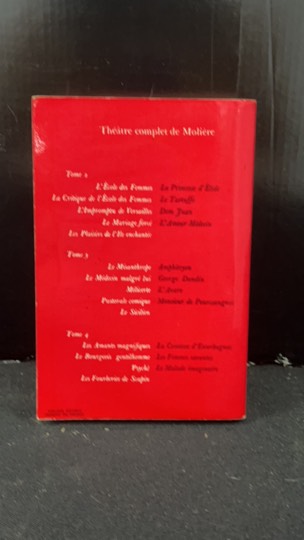 Théâtre complet de Molière
Tome 2
L'École des Femmes La Princesse d'Élide
La Critique de l'École des Femmes Le Tartuffe
L'Impromptu de Versailles Dom Juan
Le Mariage forcé L'Amour Médecin
Les Plaisirs de l'Ile enchantée
Tome 3
Le Misanthrope Amphitryon
Le Médecin malgré lui George Dandin
Mélicerte L'Avare
Pastorale comique Monsieur de Pourceaugnac
Le Sicilien
Tome 4
Les Amants magnifiques La Comtesse d'Escarbagnas
Le Bourgeois gentilhomme Les Femmes savantes
Psyché Le Malade imaginaire
Les Fourberies de Scapin